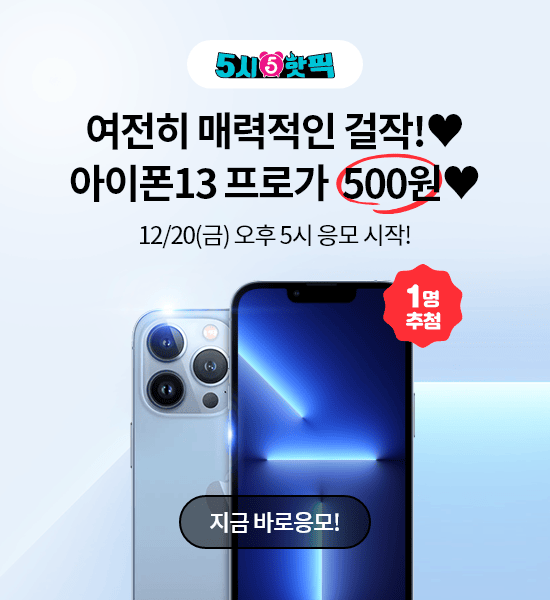 5시 5 핫픽
여전히 매력적인 걸작!♥
아이폰13 프로가 500원♥
12/20(금) 오후 5시 응모 시작!
1명
추첨
지금 바로응모!